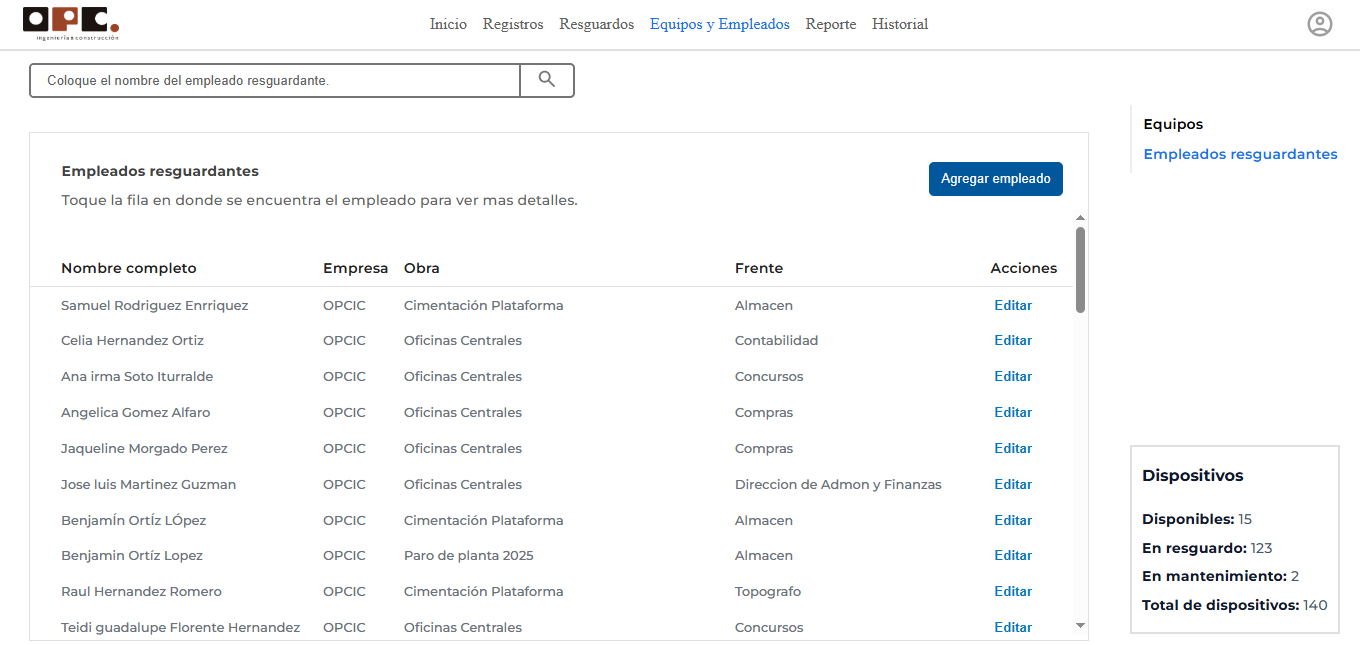 OPC.
ingeniería & construcción
Inicio Registros Resguardos Equipos y Empleados Reporte Historial
Coloque el nombre del empleado resguardante.
Equipos
Empleados resguardantes
Empleados resguardantes
Toque la fila en donde se encuentra el empleado para ver mas detalles.
Agregar empleado
Nombre completo Empresa Obra Frente Acciones
Samuel Rodriguez Enrriquez OPCIC Cimentación Plataforma Almacen Editar
Celia Hernandez Ortiz OPCIC Oficinas Centrales Contabilidad Editar
Ana irma Soto Iturralde OPCIC Oficinas Centrales Concursos Editar
Angelica Gomez Alfaro OPCIC Oficinas Centrales Compras Editar
Jaqueline Morgado Perez OPCIC Oficinas Centrales Compras Editar
Jose luis Martinez Guzman OPCIC Oficinas Centrales Direccion de Admon y Finanzas Editar
BenjamÍn OrtÍz LÓpez OPCIC Cimentación Plataforma Almacen Editar
Benjamin Ortíz Lopez OPCIC Paro de planta 2025 Almacen Editar
Raul Hernandez Romero OPCIC Cimentación Plataforma Topografo Editar
Teidi guadalupe Florente Hernandez OPCIC Oficinas Centrales Concursos Editar
Dispositivos
Disponibles: 15
En resguardo: 123
En mantenimiento: 2
Total de dispositivos: 140